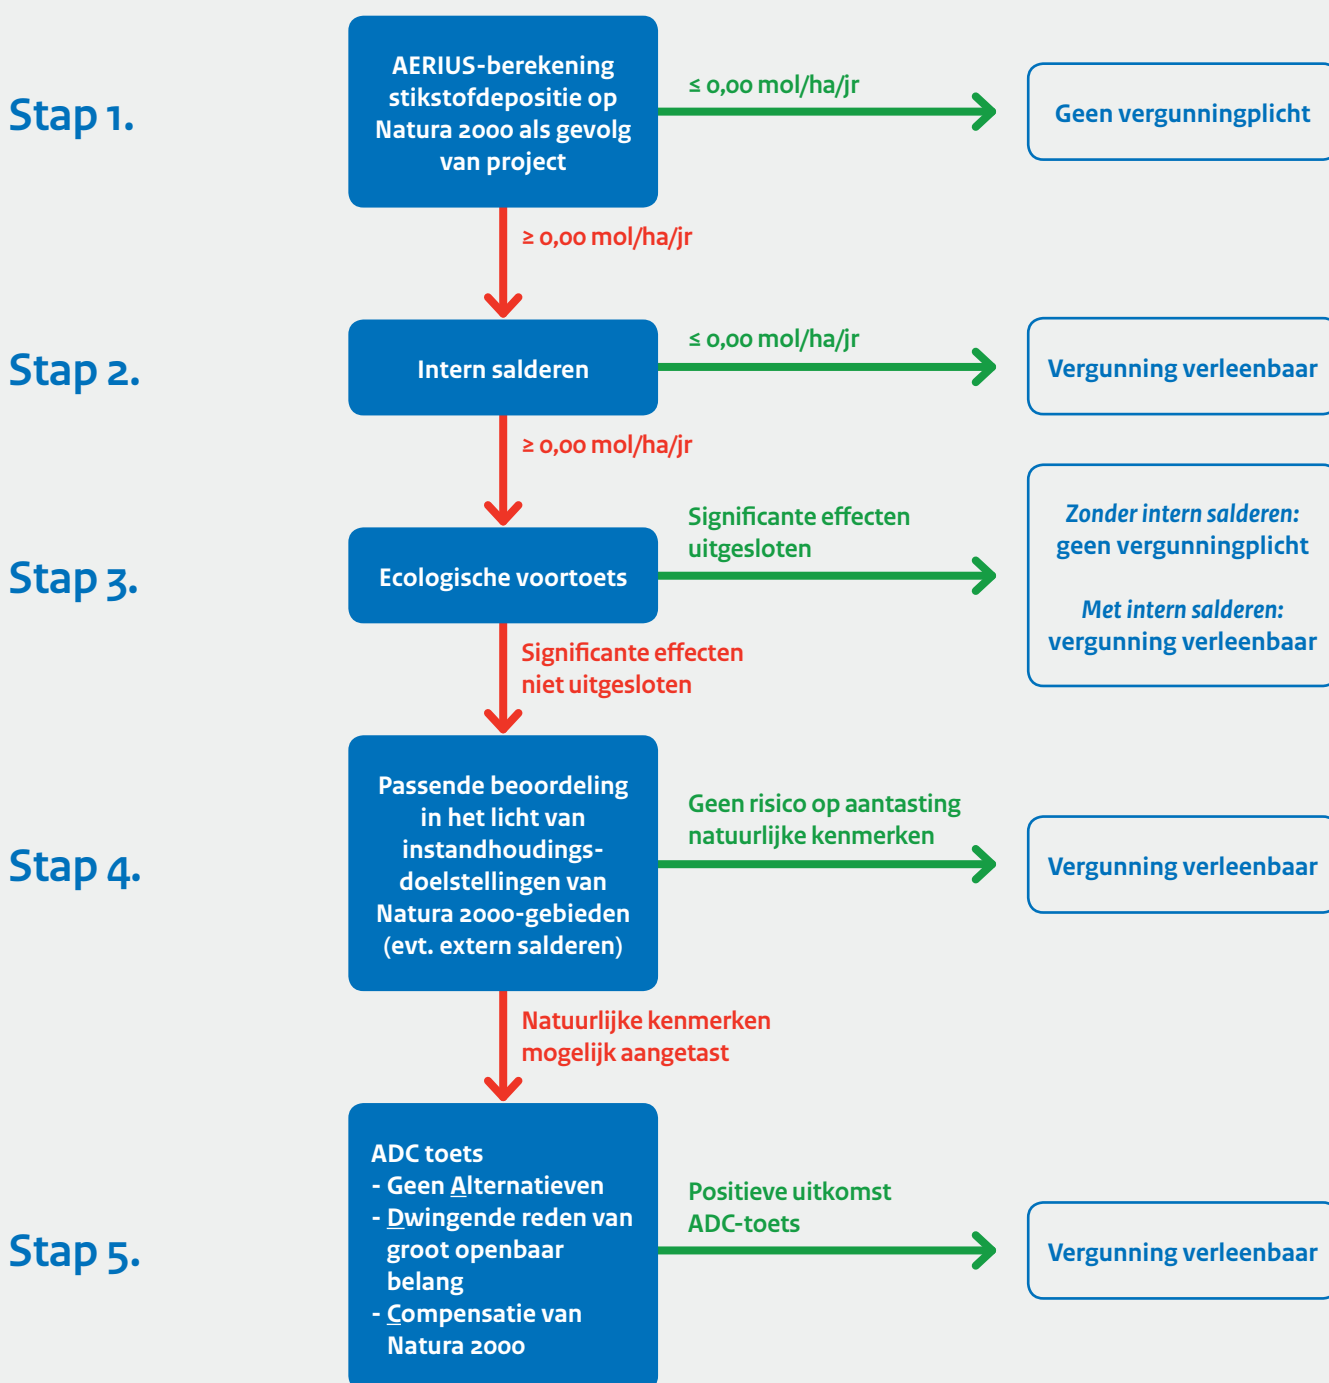 Stap 1.
AERIUS-berekening
stikstofdepositie op
Natura 2000 als gevolg
van project
≤ 0,00 mol/ha/jr
Geen vergunningplicht
≥ 0,00 mol/ha/jr
Stap 2.
Intern salderen
≤ 0,00 mol/ha/jr
Vergunning verleenbaar
≥ 0,00 mol/ha/jr
Stap 3.
Ecologische voortoets
Significante effecten
uitgesloten
Zonder intern salderen:
geen vergunningplicht
Met intern salderen:
vergunning verleenbaar
Significante effecten
niet uitgesloten
Stap 4.
Passende beoordeling
in het licht van
instandhoudings-
doelstellingen van
Natura 2000-gebieden
(evt. extern salderen)
Geen risico op aantasting
natuurlijke kenmerken
Vergunning verleenbaar
Natuurlijke kenmerken
mogelijk aangetast
Stap 5.
ADC toets
- Geen Alternatieven
- Dwingende reden van
groot openbaar
belang
- Compensatie van
Natura 2000
Positieve uitkomst
ADC-toets
Vergunning verleenbaar